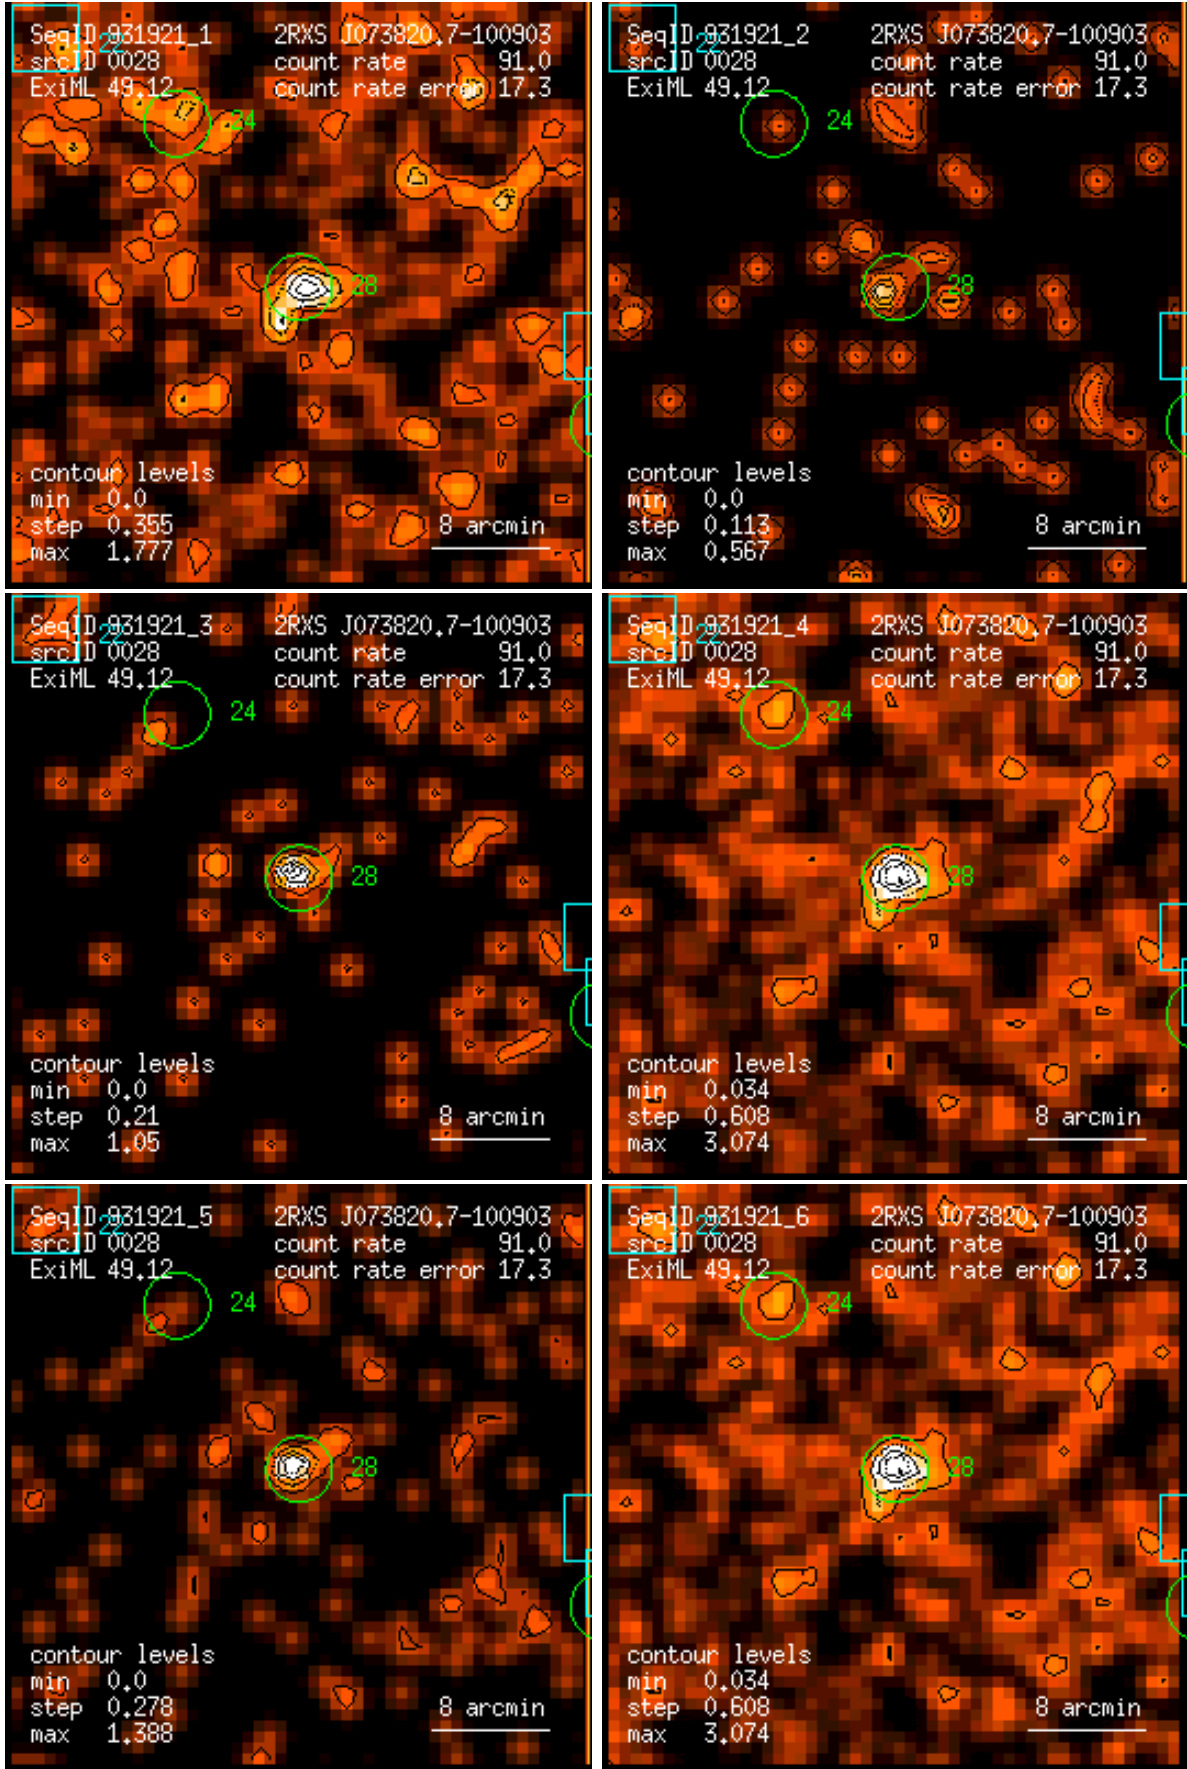 SeqID 931921_1 2RXS J073820.7-100903
22
srcID 0028 count rate 91.0
ExiML 49.12 count rate error 17.3
24
28
contour levels
min 0.0
step 0.355 8 arcmin
max 1.777
SeqID 931921_2 2RXS J073820.7-100903
22
srcID 0028 count rate 91.0
ExiML 49.12 count rate error 17.3
24
28
contour levels
min 0.0
step 0.113 8 arcmin
max 0.567
SeqID 931921_3 2RXS J073820.7-100903
22
srcID 0028 count rate 91.0
ExiML 49.12 count rate error 17.3
24
28
contour levels
min 0.0
step 0.21 8 arcmin
max 1.05
SeqID 931921_4 2RXS J073820.7-100903
22
srcID 0028 count rate 91.0
ExiML 49.12 count rate error 17.3
24
28
contour levels
min 0.034
step 0.608 8 arcmin
max 3.074
SeqID 931921_5 2RXS J073820.7-100903
22
srcID 0028 count rate 91.0
ExiML 49.12 count rate error 17.3
24
28
contour levels
min 0.0
step 0.278 8 arcmin
max 1.388
SeqID 931921_6 2RXS J073820.7-100903
22
srcID 0028 count rate 91.0
ExiML 49.12 count rate error 17.3
24
28
contour levels
min 0.034
step 0.608 8 arcmin
max 3.074